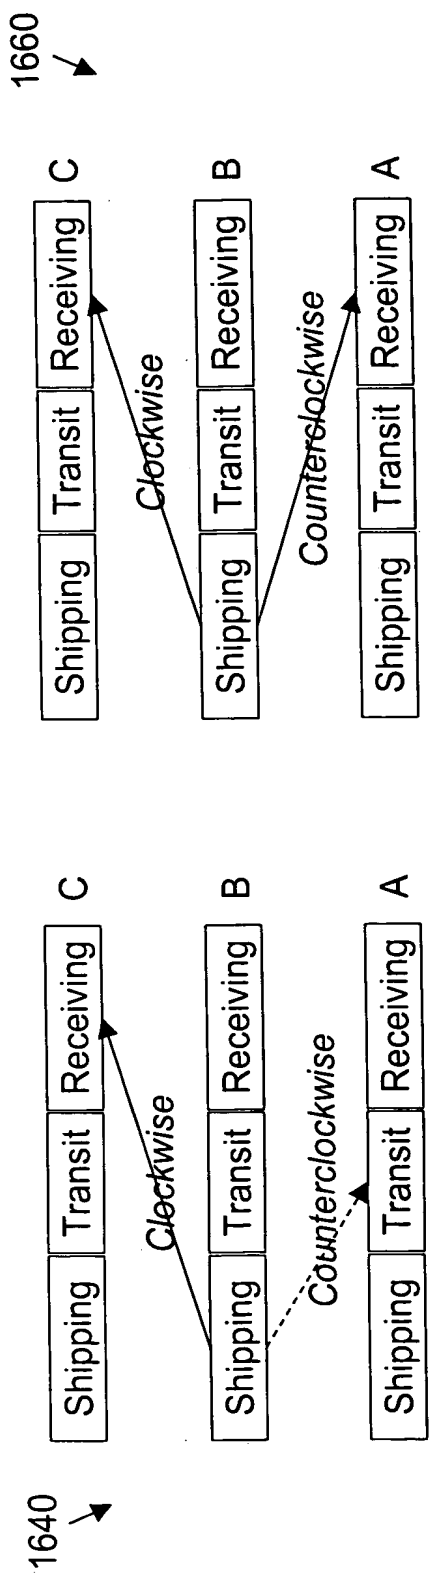 1640
Shipping Transit Receiving C
Clockwise
Shipping Transit Receiving B
Counterclockwise
Shipping Transit Receiving A
1660
Shipping Transit Receiving C
Clockwise
Shipping Transit Receiving B
Counterclockwise
Shipping Transit Receiving A